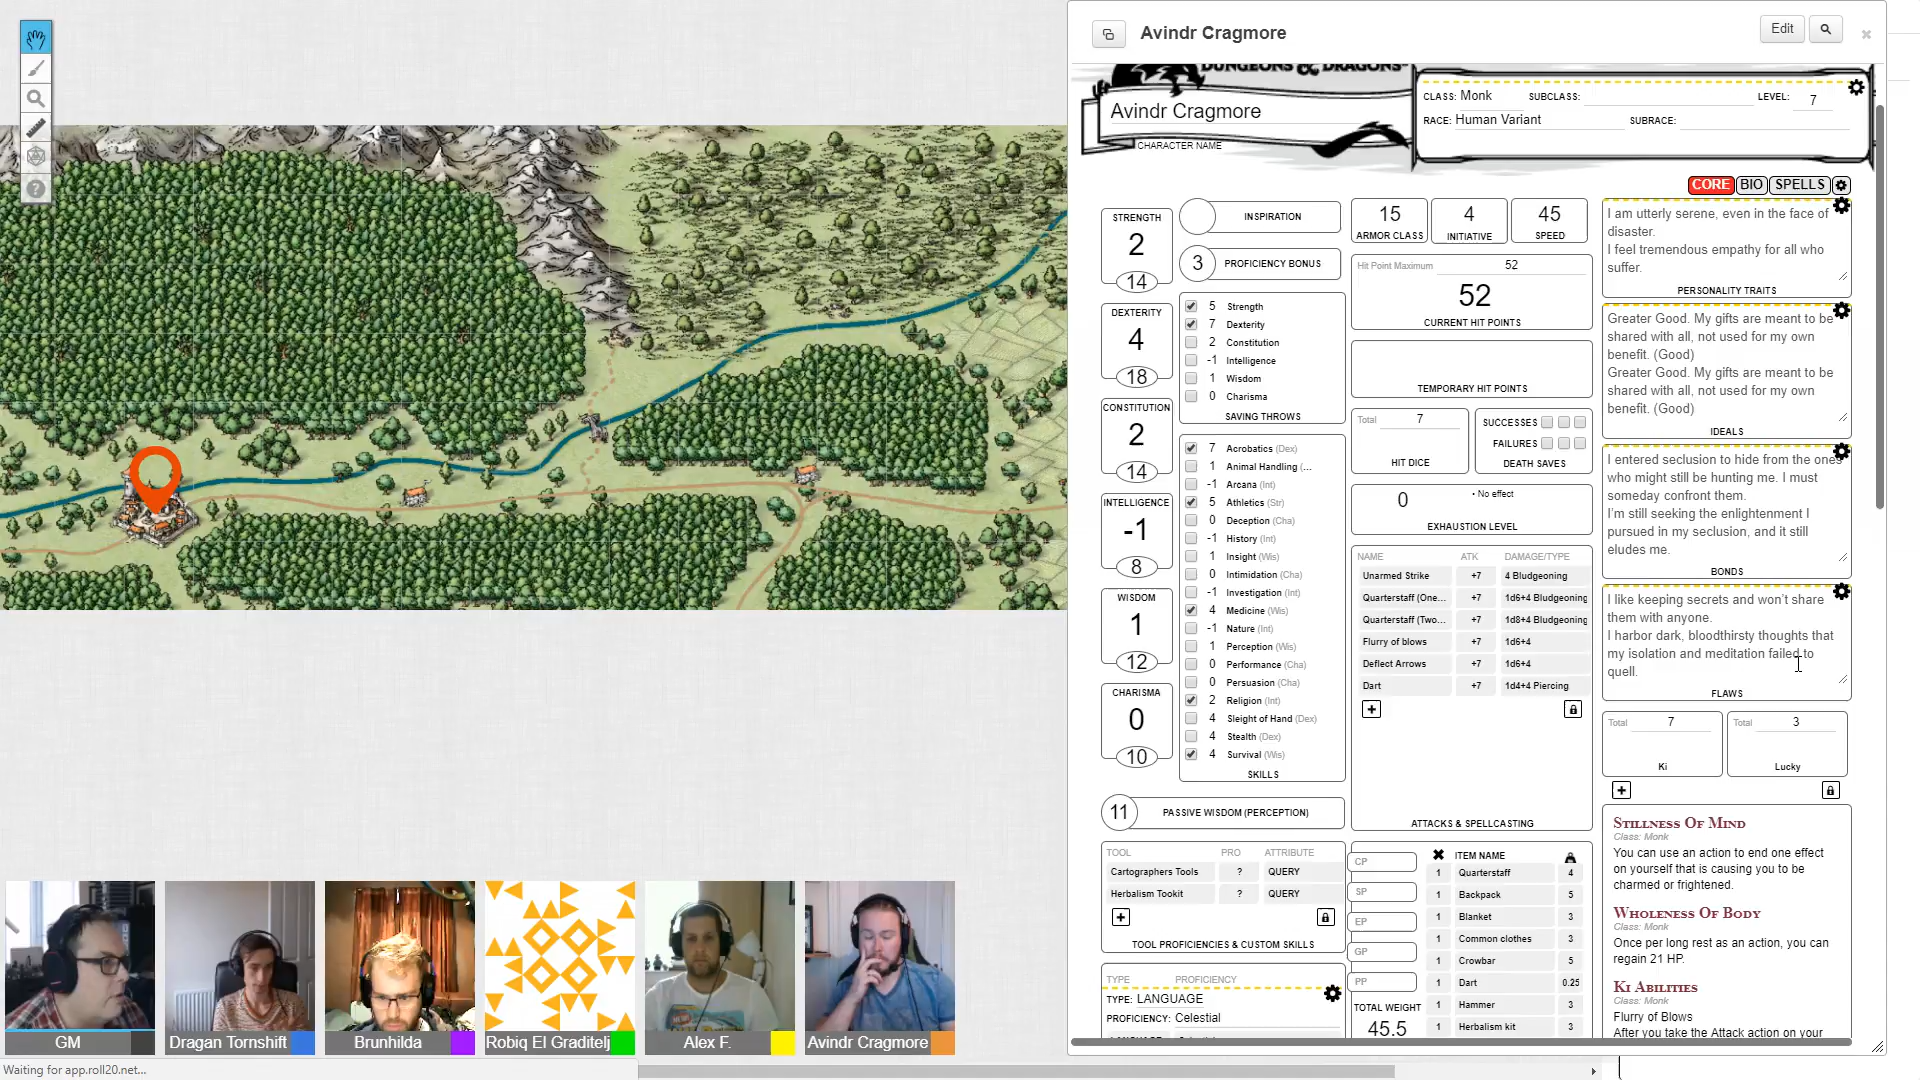 Avindr Cragmore
Edit
DUNGEONS & DRAGONS
Avindr Cragmore
CHARACTER NAME
CLASS: Monk SUBCLASS: LEVEL: 7
RACE: Human Variant SUBRACE:
CORE BIO SPELLS
STRENGTH
2
14
DEXTERITY
4
18
CONSTITUTION
2
14
INTELLIGENCE
-1
8
WISDOM
1
12
CHARISMA
0
10
INSPIRATION
3 PROFICIENCY BONUS
5 Strength
7 Dexterity
2 Constitution
-1 Intelligence
1 Wisdom
0 Charisma
SAVING THROWS
7 Acrobatics (Dex)
1 Animal Handling (...
-1 Arcana (Int)
5 Athletics (Str)
0 Deception (Cha)
-1 History (Int)
1 Insight (Wis)
0 Intimidation (Cha)
-1 Investigation (Int)
4 Medicine (Wis)
-1 Nature (Int)
1 Perception (Wis)
0 Performance (Cha)
0 Persuasion (Cha)
2 Religion (Int)
4 Sleight of Hand (Dex)
4 Stealth (Dex)
4 Survival (Wis)
SKILLS
11 PASSIVE WISDOM (PERCEPTION)
TOOL PRO ATTRIBUTE
Cartographers Tools ? QUERY
Herbalism Tookit ? QUERY
TOOL PROFICIENCIES & CUSTOM SKILLS
TYPE PROFICIENCY
TYPE: LANGUAGE
PROFICIENCY: Celestial
15 4 45
ARMOR CLASS INITIATIVE SPEED
Hit Point Maximum 52
52
CURRENT HIT POINTS
TEMPORARY HIT POINTS
Total 7
HIT DICE
SUCCESSES
FAILURES
DEATH SAVES
0 • No effect
EXHAUSTION LEVEL
NAME ATK DAMAGE/TYPE
Unarmed Strike +7 4 Bludgeoning
Quarterstaff (One... +7 1d6+4 Bludgeoning
Quarterstaff (Two... +7 1d8+4 Bludgeoning
Flurry of blows +7 1d6+4
Deflect Arrows +7 1d6+4
Dart +7 1d4+4 Piercing
ATTACKS & SPELLCASTING
CP
SP
EP
GP
PP
TOTAL WEIGHT
45.5
ITEM NAME
1 Quarterstaff 4
1 Backpack 5
1 Blanket 3
1 Common clothes 3
1 Crowbar 5
1 Dart 0.25
1 Hammer 3
1 Herbalism kit 3
I am utterly serene, even in the face of
disaster.
I feel tremendous empathy for all who
suffer.
PERSONALITY TRAITS
Greater Good. My gifts are meant to be
shared with all, not used for my own
benefit. (Good)
Greater Good. My gifts are meant to be
shared with all, not used for my own
benefit. (Good)
IDEALS
I entered seclusion to hide from the ones
who might still be hunting me. I must
someday confront them.
I'm still seeking the enlightenment I
pursued in my seclusion, and it still
eludes me.
BONDS
I like keeping secrets and won't share
them with anyone.
I harbor dark, bloodthirsty thoughts that
my isolation and meditation failed to
quell.
FLAWS
Total 7
Ki
Total 3
Lucky
STILLNESS OF MIND
Class: Monk
You can use an action to end one effect
on yourself that is causing you to be
charmed or frightened.
WHOLENESS OF BODY
Class: Monk
Once per long rest as an action, you can
regain 21 HP.
KI ABILITIES
Class: Monk
Flurry of Blows
After you take the Attack action on your
GM
Dragan Tornshift
Brunhilda
Robiq El Graditelj
Alex F.
Avindr Cragmore
Waiting for app.roll20.net...